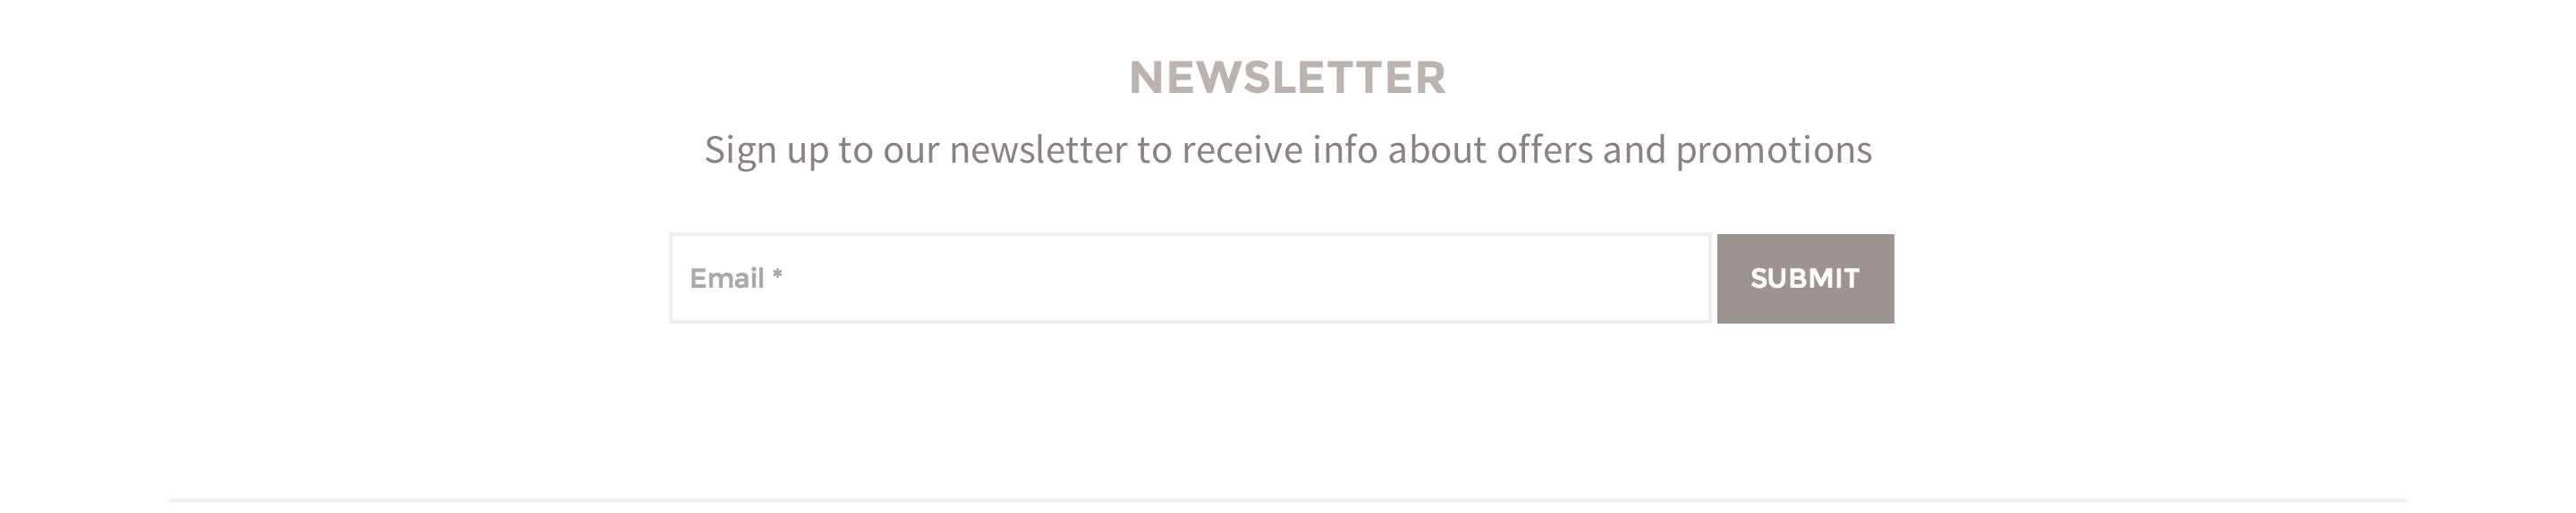 NEWSLETTER
Sign up to our newsletter to receive info about offers and promotions
Email *
SUBMIT